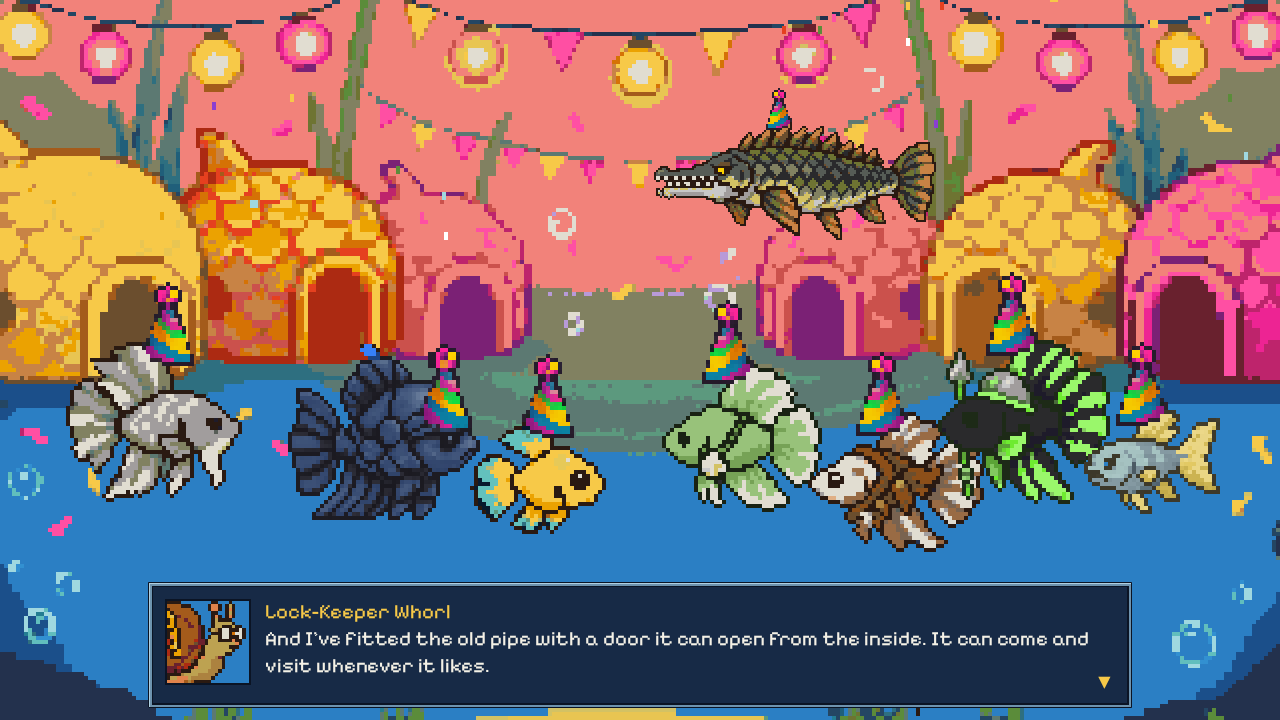 Lock-Keeper Whorl
And I've fitted the old pipe with a door it can open from the inside. It can come and
visit whenever it likes.